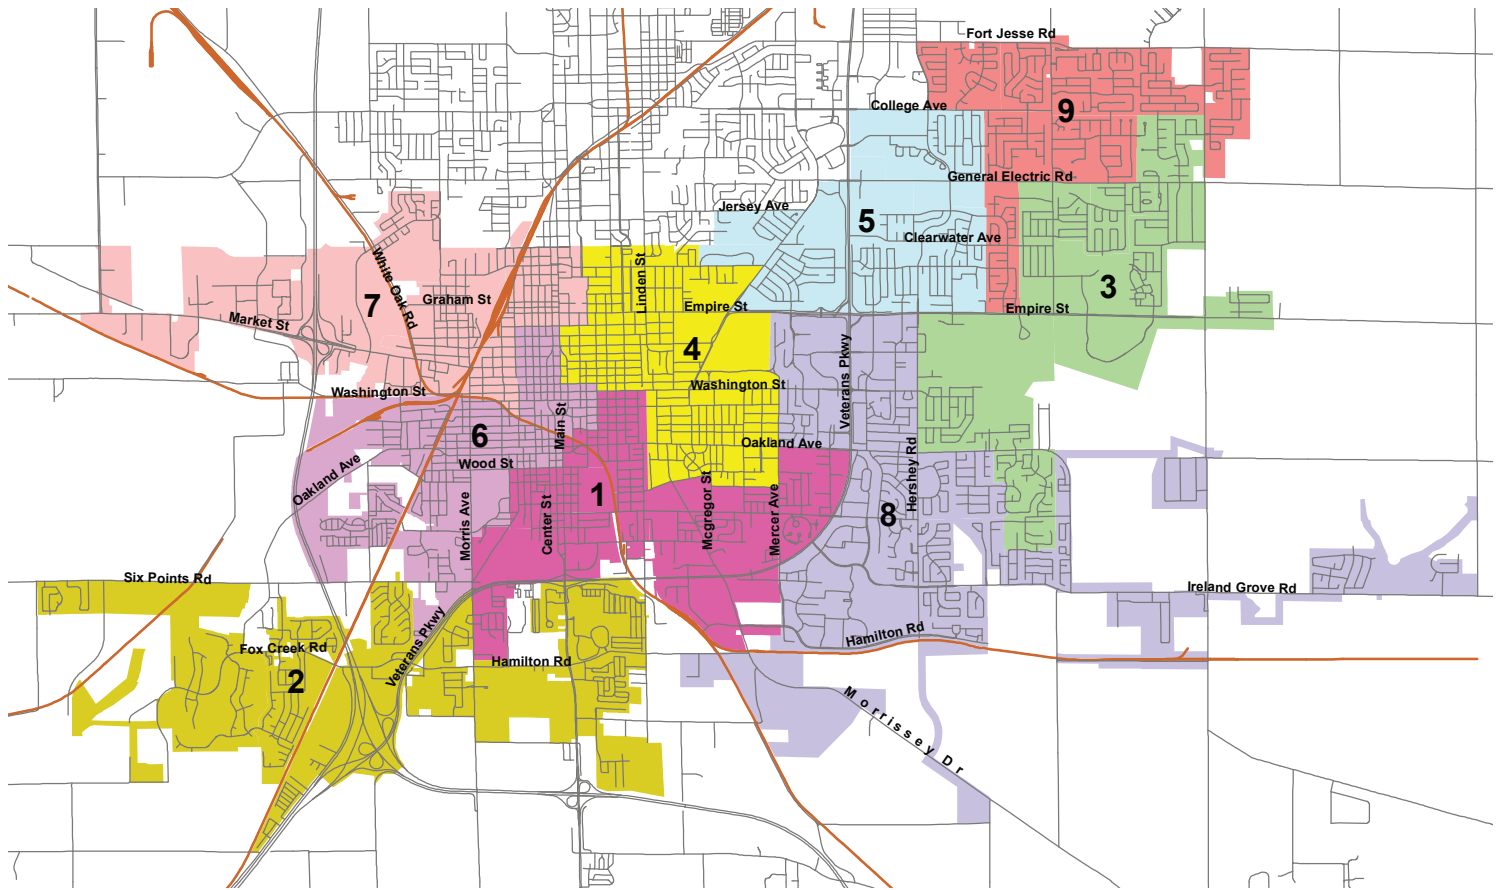 Fort Jesse Rd
College Ave
9
General Electric Rd
Jersey Ave
5
Clearwater Ave
White Oak Rd
Linden St
3
7
Graham St
Empire St
Empire St
Market St
4
Veterans Pkwy
Washington St
Washington St
Main St
6
Oakland Ave
Wood St
Oakland Ave
Hershey Rd
1
Mcgregor St
Mercer Ave
Center St
Morris Ave
8
Six Points Rd
Ireland Grove Rd
Veterans Pkwy
Hamilton Rd
Fox Creek Rd
Hamilton Rd
2
Morrissey Dr